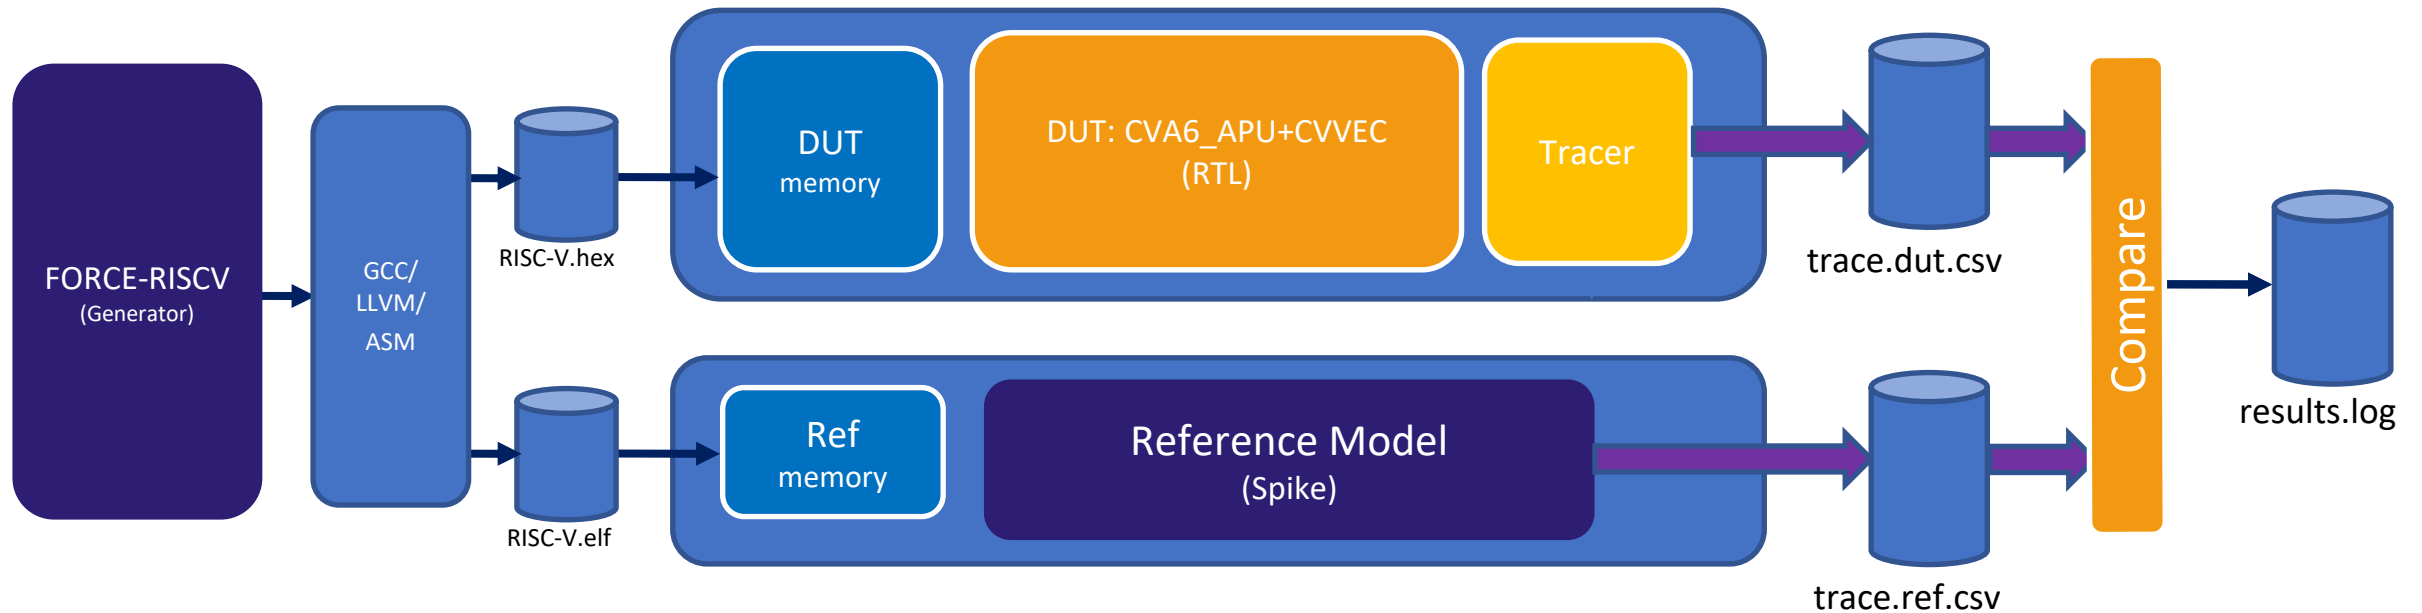 FORCE-RISCV
(Generator)
GCC/
LLVM/
ASM
RISC-V.hex
RISC-V.elf
DUT
memory
DUT: CVA6_APU+CVVEC
(RTL)
Tracer
Ref
memory
Reference Model
(Spike)
trace.dut.csv
trace.ref.csv
Compare
results.log